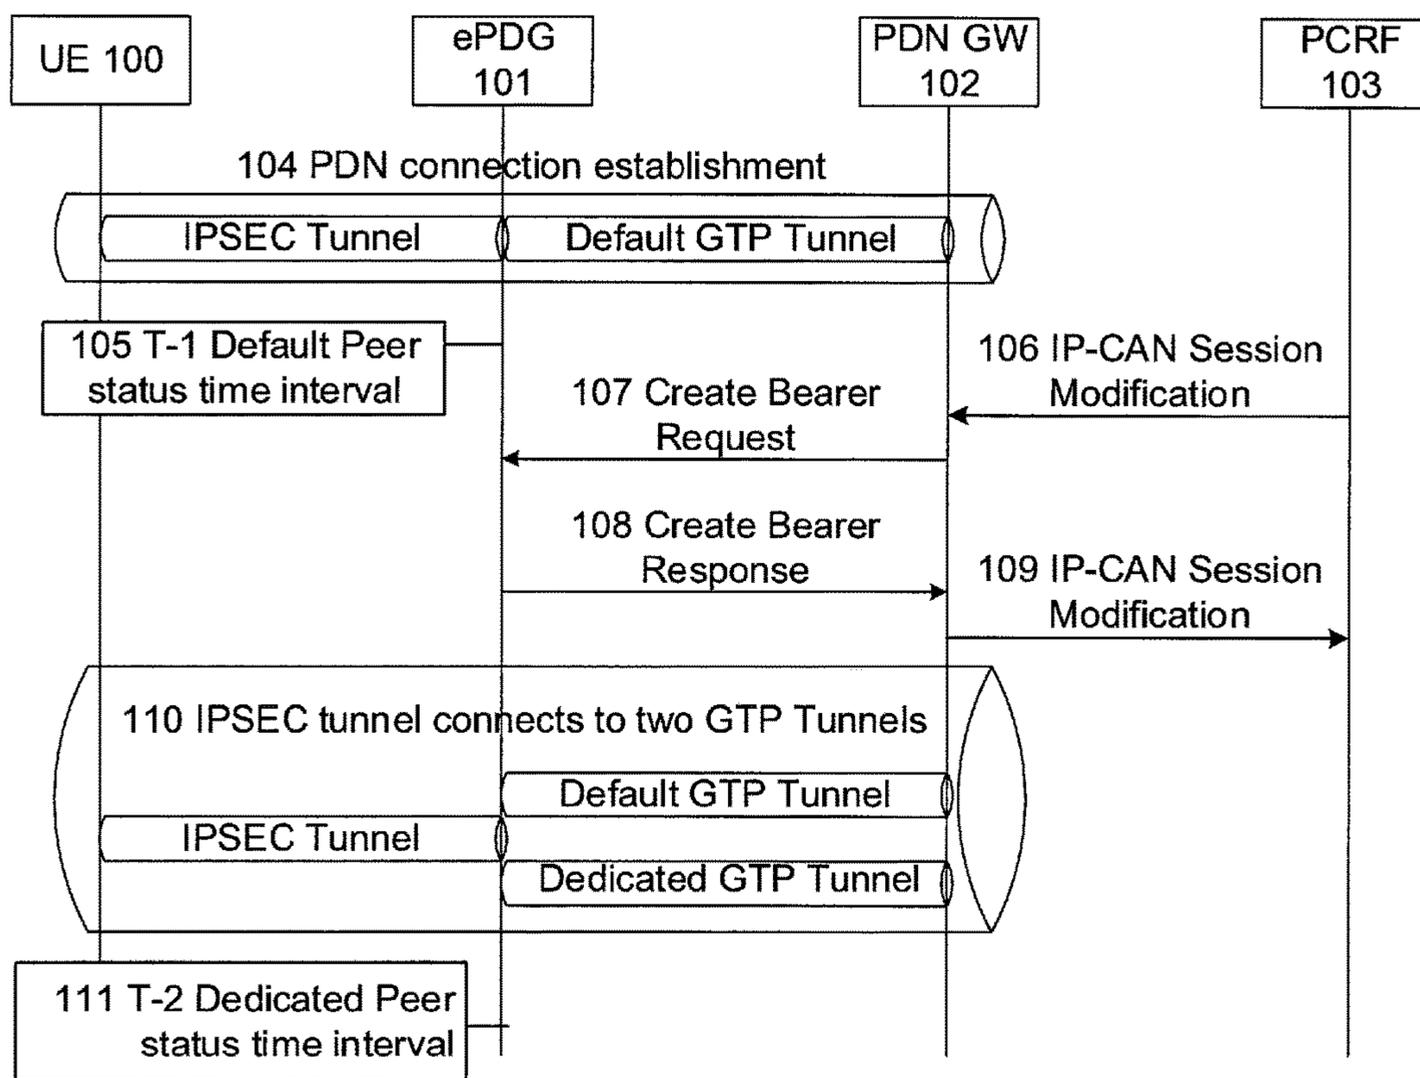 UE 100
ePDG
101
PDN GW
102
PCRF
103
104 PDN connection establishment
IPSEC Tunnel
Default GTP Tunnel
105 T-1 Default Peer
status time interval
106 IP-CAN Session
Modification
107 Create Bearer
Request
108 Create Bearer
Response
109 IP-CAN Session
Modification
110 IPSEC tunnel connects to two GTP Tunnels
Default GTP Tunnel
IPSEC Tunnel
Dedicated GTP Tunnel
111 T-2 Dedicated Peer
status time interval